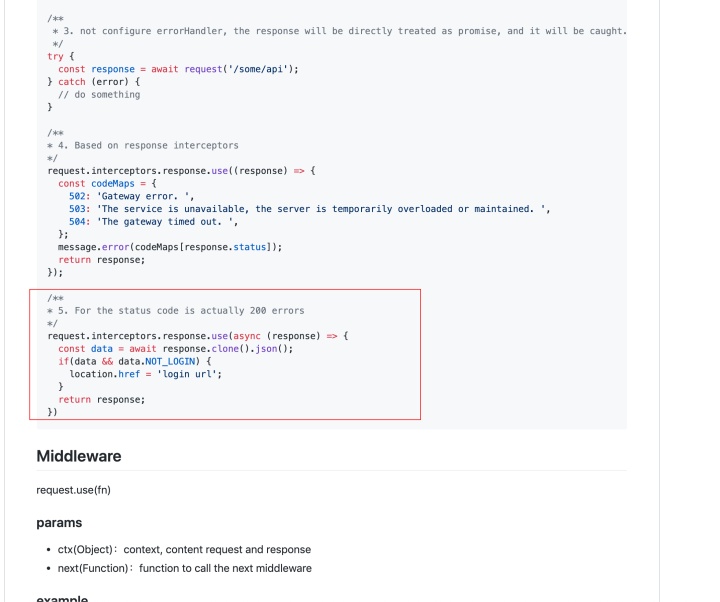 /**
 * 3. not configure errorHandler, the response will be directly treated as promise, and it will be caught.
 */
try {
  const response = await request('/some/api');
} catch (error) {
  // do something
}
/**
* 4. Based on response interceptors
*/
request.interceptors.response.use((response) => {
  const codeMaps = {
    502: 'Gateway error. ',
    503: 'The service is unavailable, the server is temporarily overloaded or maintained. ',
    504: 'The gateway timed out. ',
  };
  message.error(codeMaps[response.status]);
  return response;
});
/**
* 5. For the status code is actually 200 errors
*/
request.interceptors.response.use(async (response) => {
  const data = await response.clone().json();
  if(data && data.NOT_LOGIN) {
    location.href = 'login url';
  }
  return response;
})
Middleware
request.use(fn)
params
• ctx(Object)：context, content request and response
• next(Function)：function to call the next middleware
example